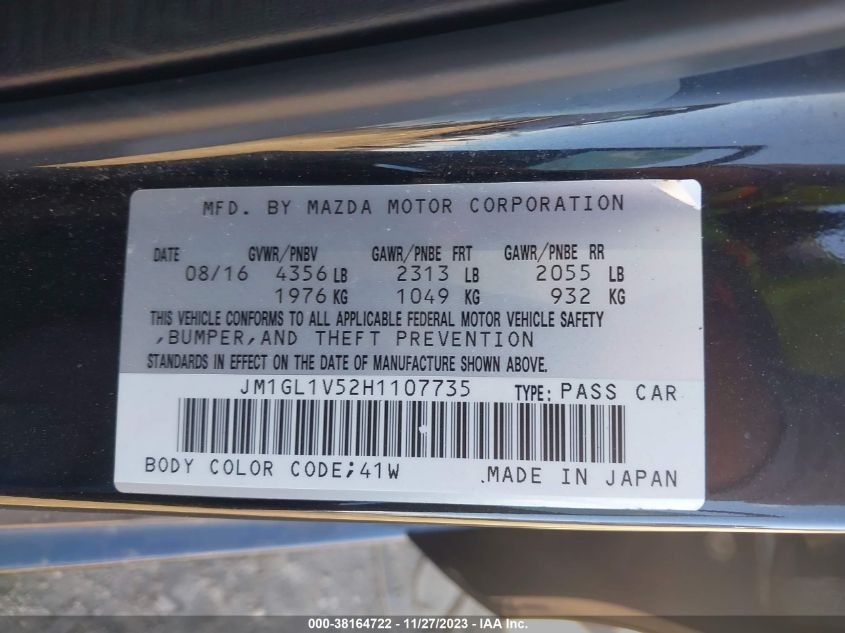 MFD. BY MAZDA MOTOR CORPORATION
DATE GVWR/PNBV GAWR/PNBE FRT GAWR/PNBE RR
08/16 4356 LB 2313 LB 2055 LB
1976 KG 1049 KG 932 KG
THIS VEHICLE CONFORMS TO ALL APPLICABLE FEDERAL MOTOR VEHICLE SAFETY
,BUMPER,AND THEFT PREVENTION
STANDARDS IN EFFECT ON THE DATE OF MANUFACTURE SHOWN ABOVE.
JM1GL1V52H1107735 TYPE: PASS CAR
BODY COLOR CODE;41W .MADE IN JAPAN
000-38164722 — 11/27/2023 — IAA Inc.